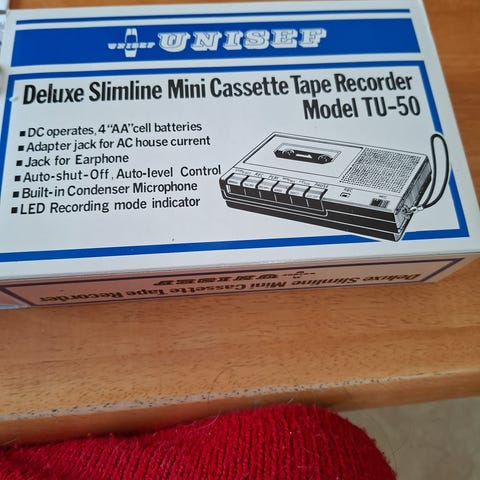 UNISEF UNISEF
Deluxe Slimline Mini Cassette Tape Recorder
Model TU-50
■ DC operates, 4 "AA" cell batteries
■ Adapter jack for AC house current
■ Jack for Earphone
■ Auto-shut-Off, Auto-level Control
■ Built-in Condenser Microphone
■ LED Recording mode indicator
UNISEF
Deluxe Slimline Mini Cassette Tape Recorder